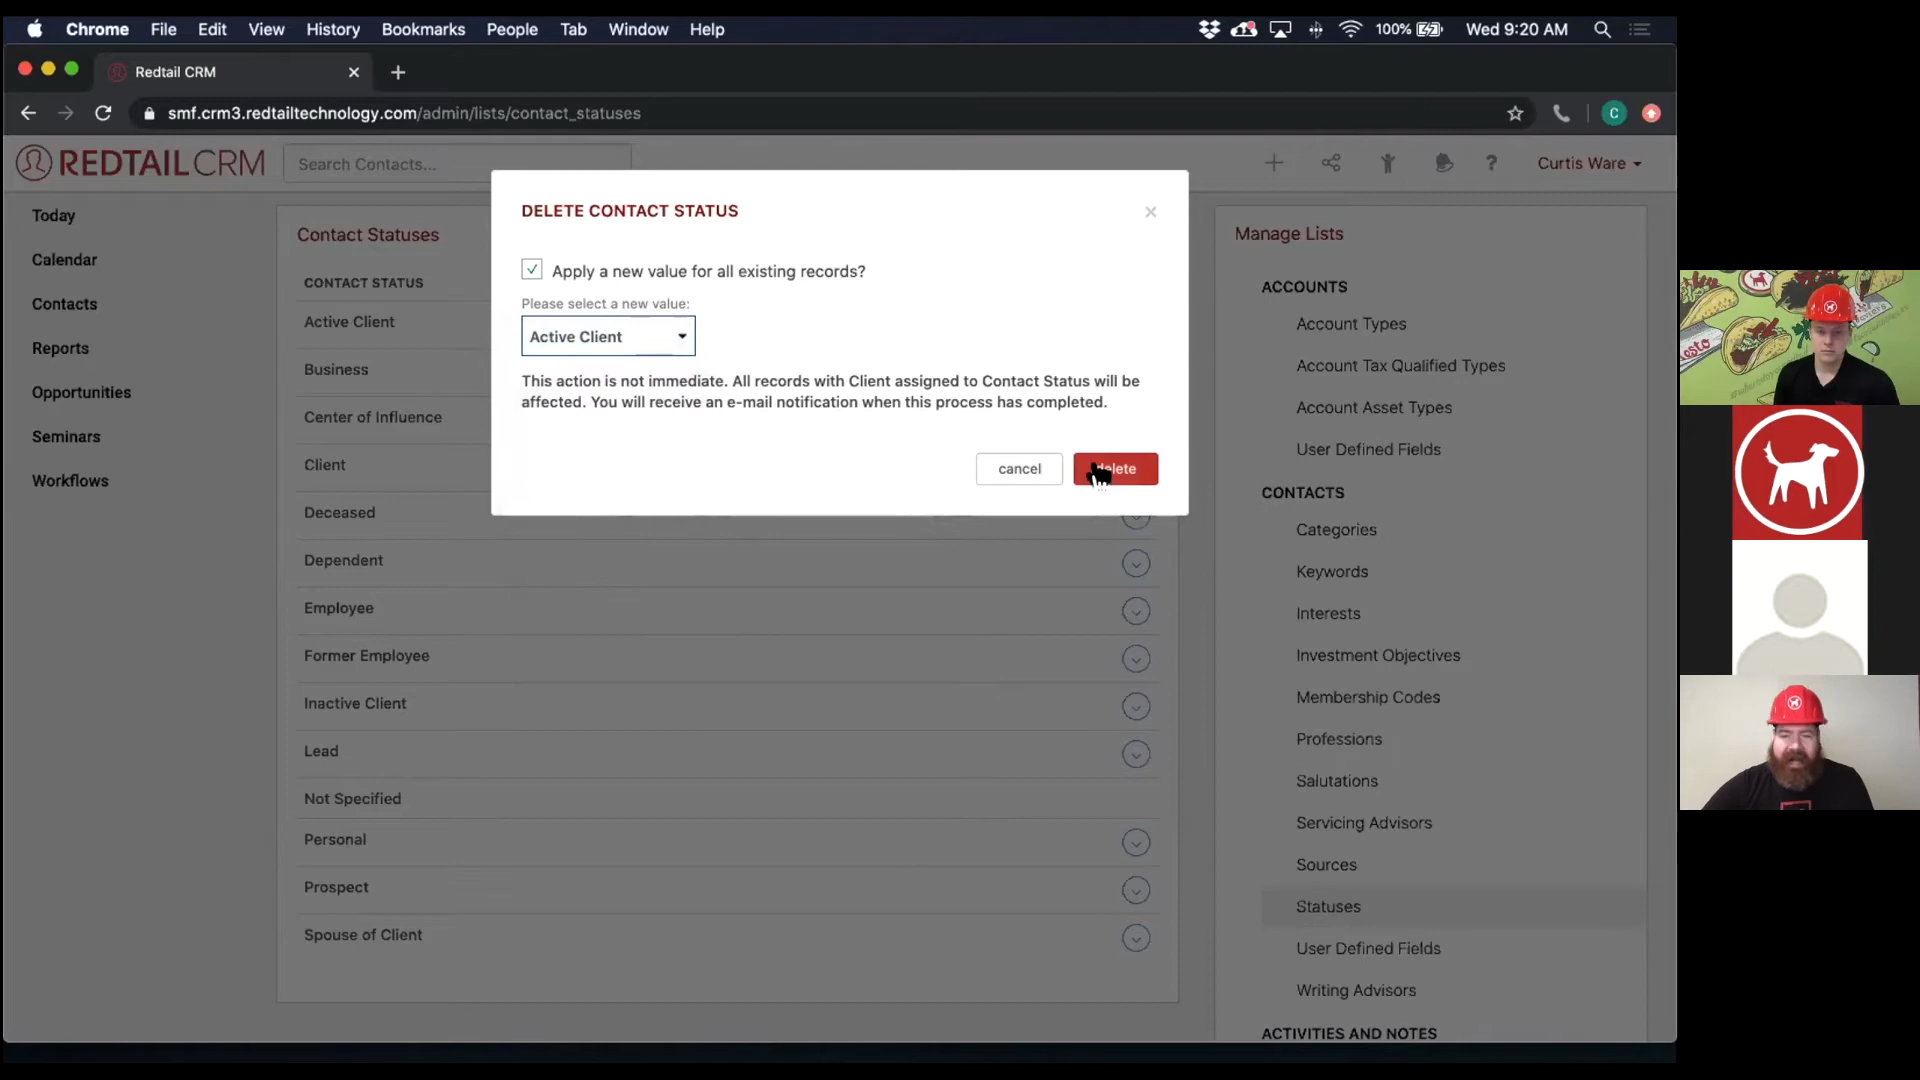 Chrome File Edit View History Bookmarks People Tab Window Help 100% Wed 9:20 AM
Redtail CRM
smf.crm3.redtailtechnology.com/admin/lists/contact_statuses C
REDTAILCRM Search Contacts... ? Curtis Ware
Today
Calendar
Contacts
Reports
Opportunities
Seminars
Workflows
Contact Statuses
CONTACT STATUS
Active Client
Business
Center of Influence
Client
Deceased
Dependent
Employee
Former Employee
Inactive Client
Lead
Not Specified
Personal
Prospect
Spouse of Client
DELETE CONTACT STATUS
Apply a new value for all existing records?
Please select a new value:
Active Client
This action is not immediate. All records with Client assigned to Contact Status will be
affected. You will receive an e-mail notification when this process has completed.
cancel
Manage Lists
ACCOUNTS
Account Types
Account Tax Qualified Types
Account Asset Types
User Defined Fields
CONTACTS
Categories
Keywords
Interests
Investment Objectives
Membership Codes
Professions
Salutations
Servicing Advisors
Sources
Statuses
User Defined Fields
Writing Advisors
ACTIVITIES AND NOTES